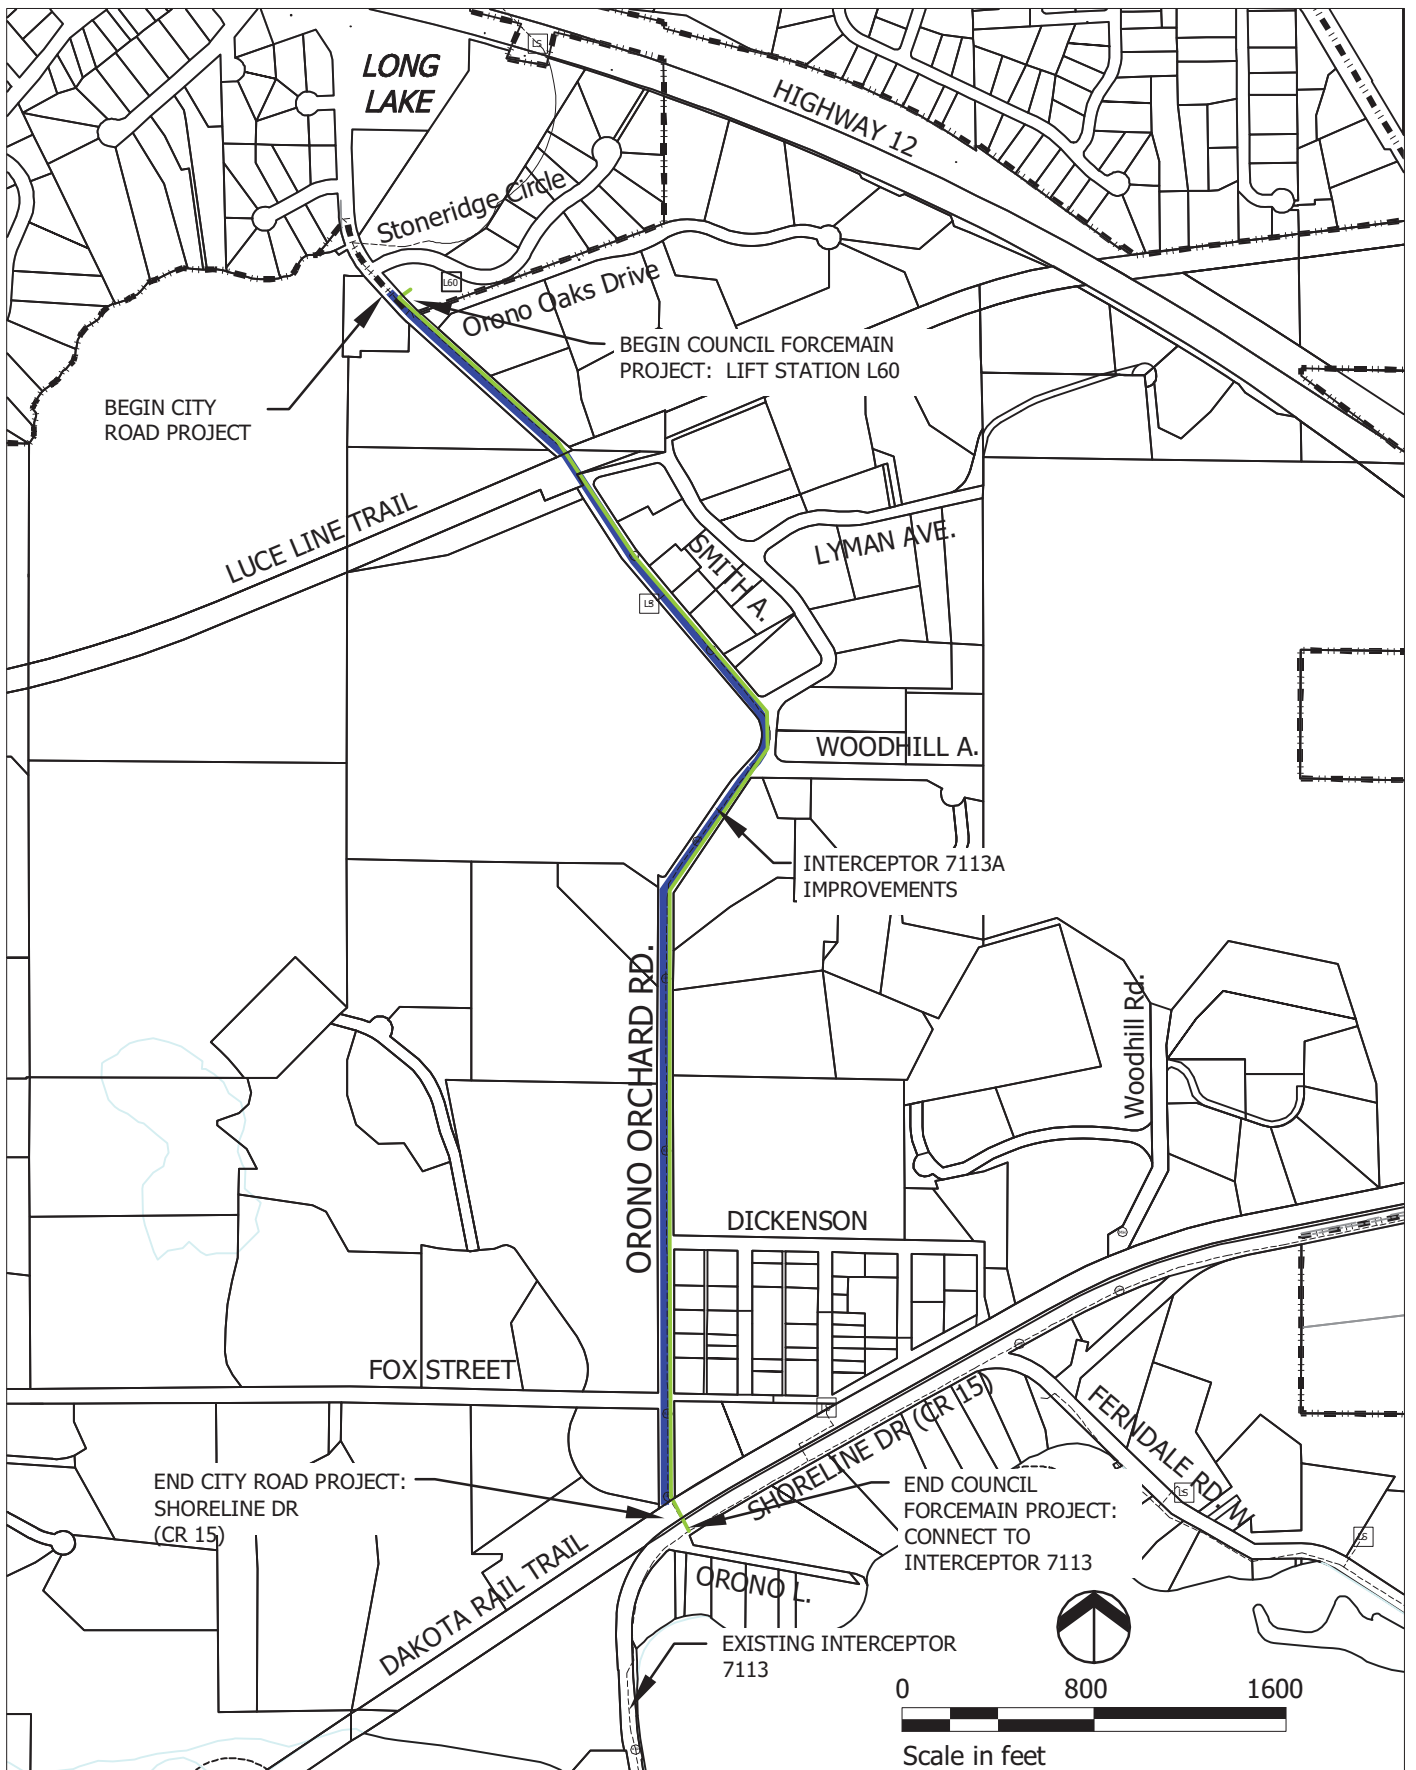 LS
LONG
LAKE
HIGHWAY 12
Stoneridge Circle
L60
Orono Oaks Drive
BEGIN COUNCIL FORCEMAIN
PROJECT: LIFT STATION L60
BEGIN CITY
ROAD PROJECT
LUCE LINE TRAIL
LYMAN AVE.
SMITH A.
LS
WOODHILL A.
INTERCEPTOR 7113A
IMPROVEMENTS
ORONO ORCHARD RD.
Woodhill Rd.
DICKENSON
FOX STREET
SHORELINE DR (CR 15)
FERNDALE RD. W
LS
LS
END CITY ROAD PROJECT:
SHORELINE DR
(CR 15)
END COUNCIL
FORCEMAIN PROJECT:
CONNECT TO
INTERCEPTOR 7113
DAKOTA RAIL TRAIL
ORONO L.
EXISTING INTERCEPTOR
7113
0 800 1600
Scale in feet